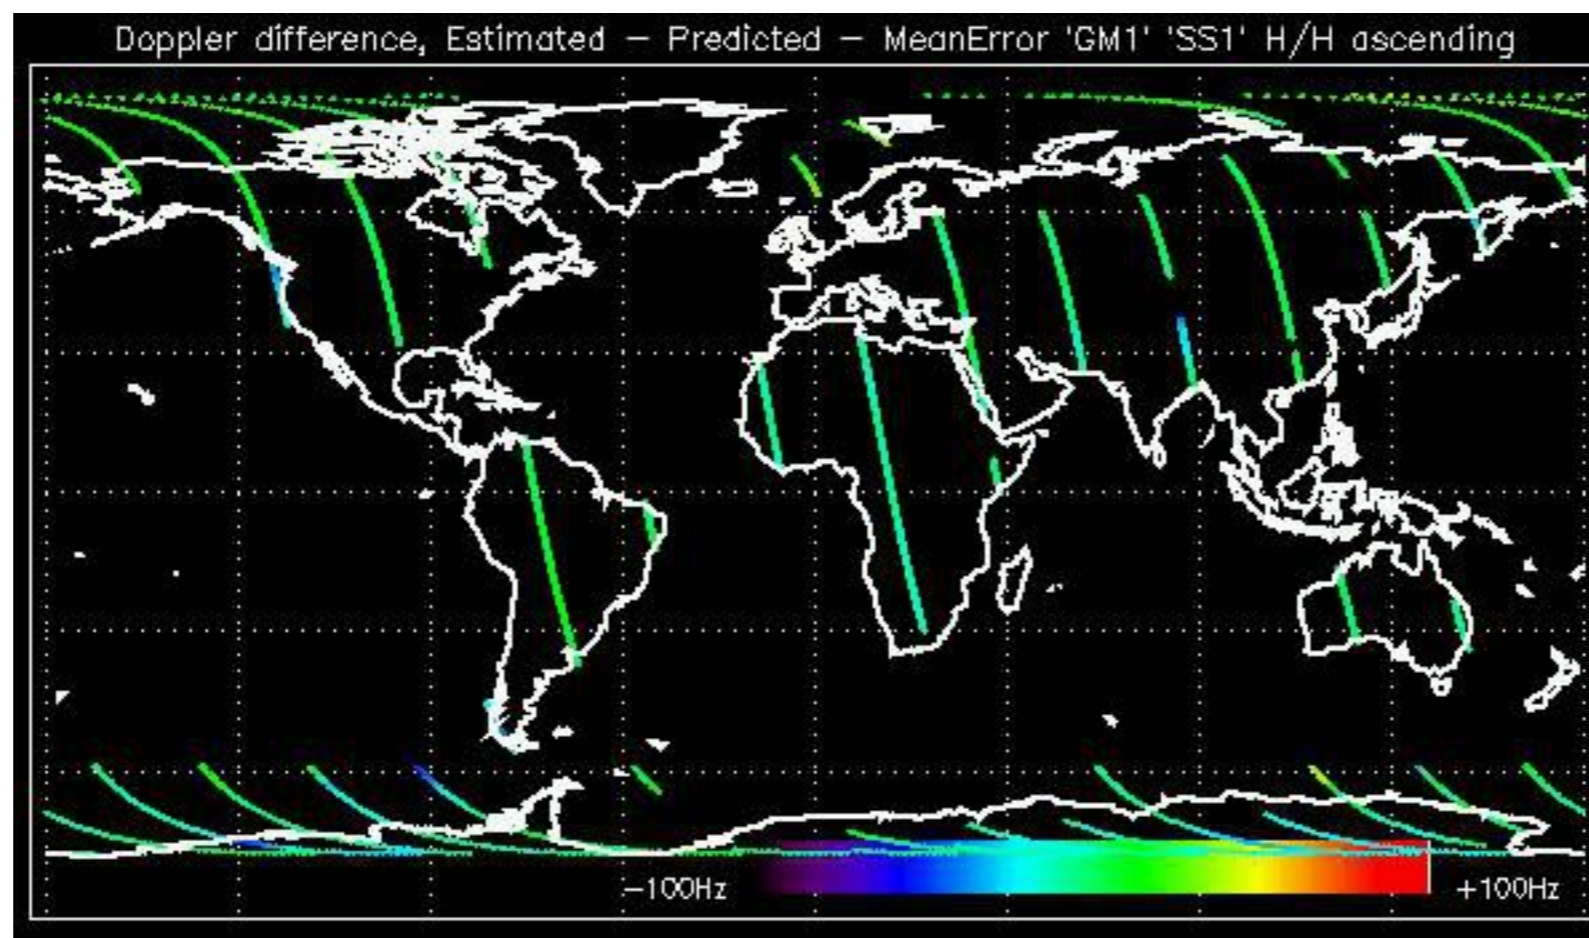 Doppler difference, Estimated – Predicted – MeanError 'GM1' 'SS1' H/H ascending
−100Hz
+100Hz